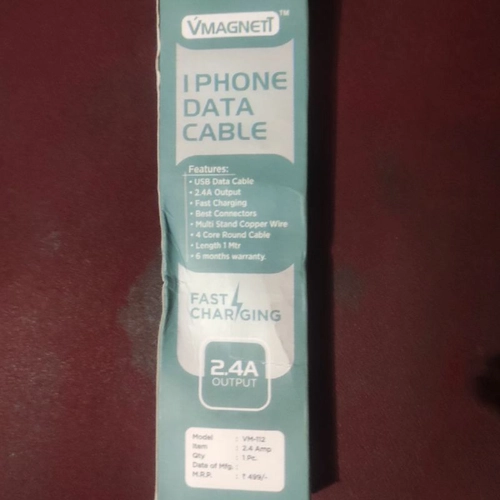 VMAGNETT™
I PHONE
DATA
CABLE
Features:
• USB Data Cable
• 2.4A Output
• Fast Charging
• Best Connectors
• Multi Stand Copper Wire
• 4 Core Round Cable
• Length 1 Mtr
• 6 months warranty.
FAST
CHARGING
2.4A
OUTPUT
Model : VM-112
Item : 2.4 Amp
Qty : 1 Pc.
Date of Mfg. :
M.R.P. : ₹ 499/-